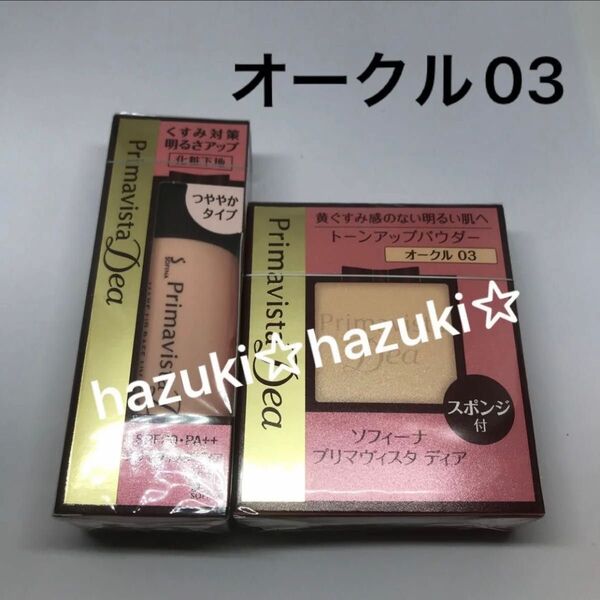 オークル03
くすみ対策
明るさアップ
化粧下地
つややか
タイプ
Primavista Dea
SOFINA
Primavista
黄ぐすみ感のない明るい肌へ
トーンアップパウダー
オークル 03
Primavista Dea
Primavista
Dea
スポンジ
付
ソフィーナ
プリマヴィスタ ディア
hazuki☆hazuki☆